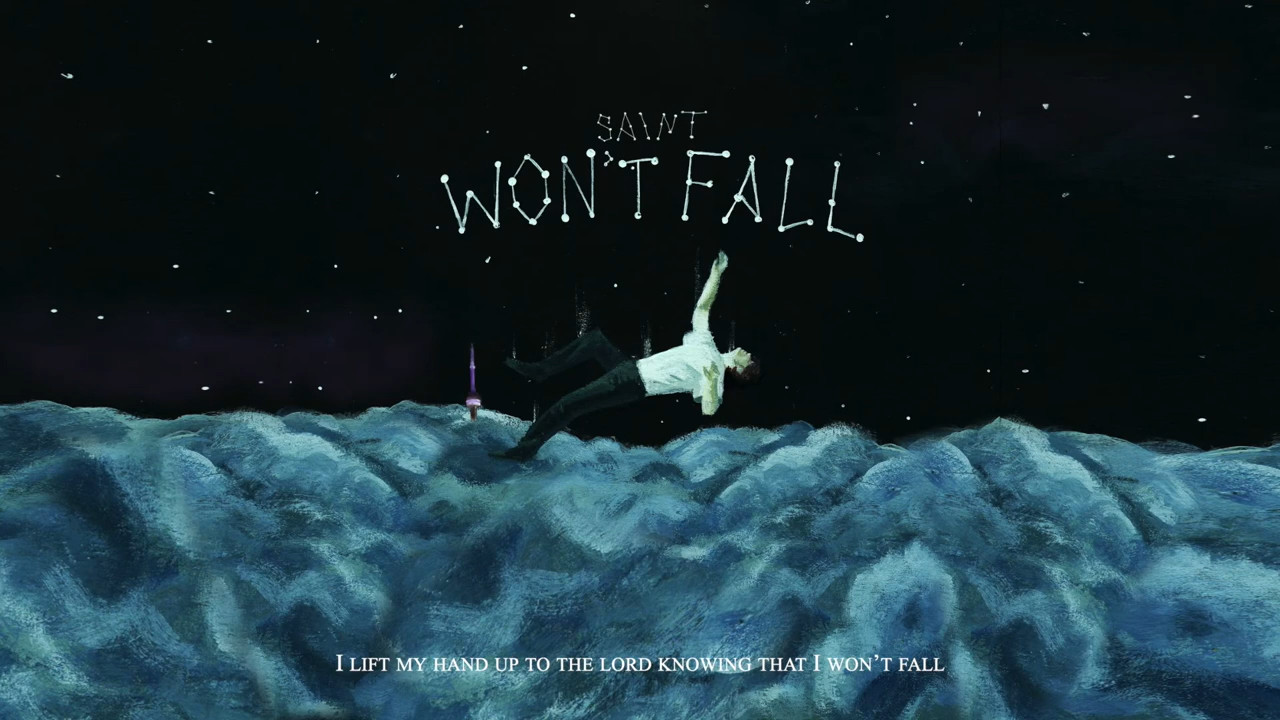 SAINT
WON'T FALL
I LIFT MY HAND UP TO THE LORD KNOWING THAT I WON'T FALL